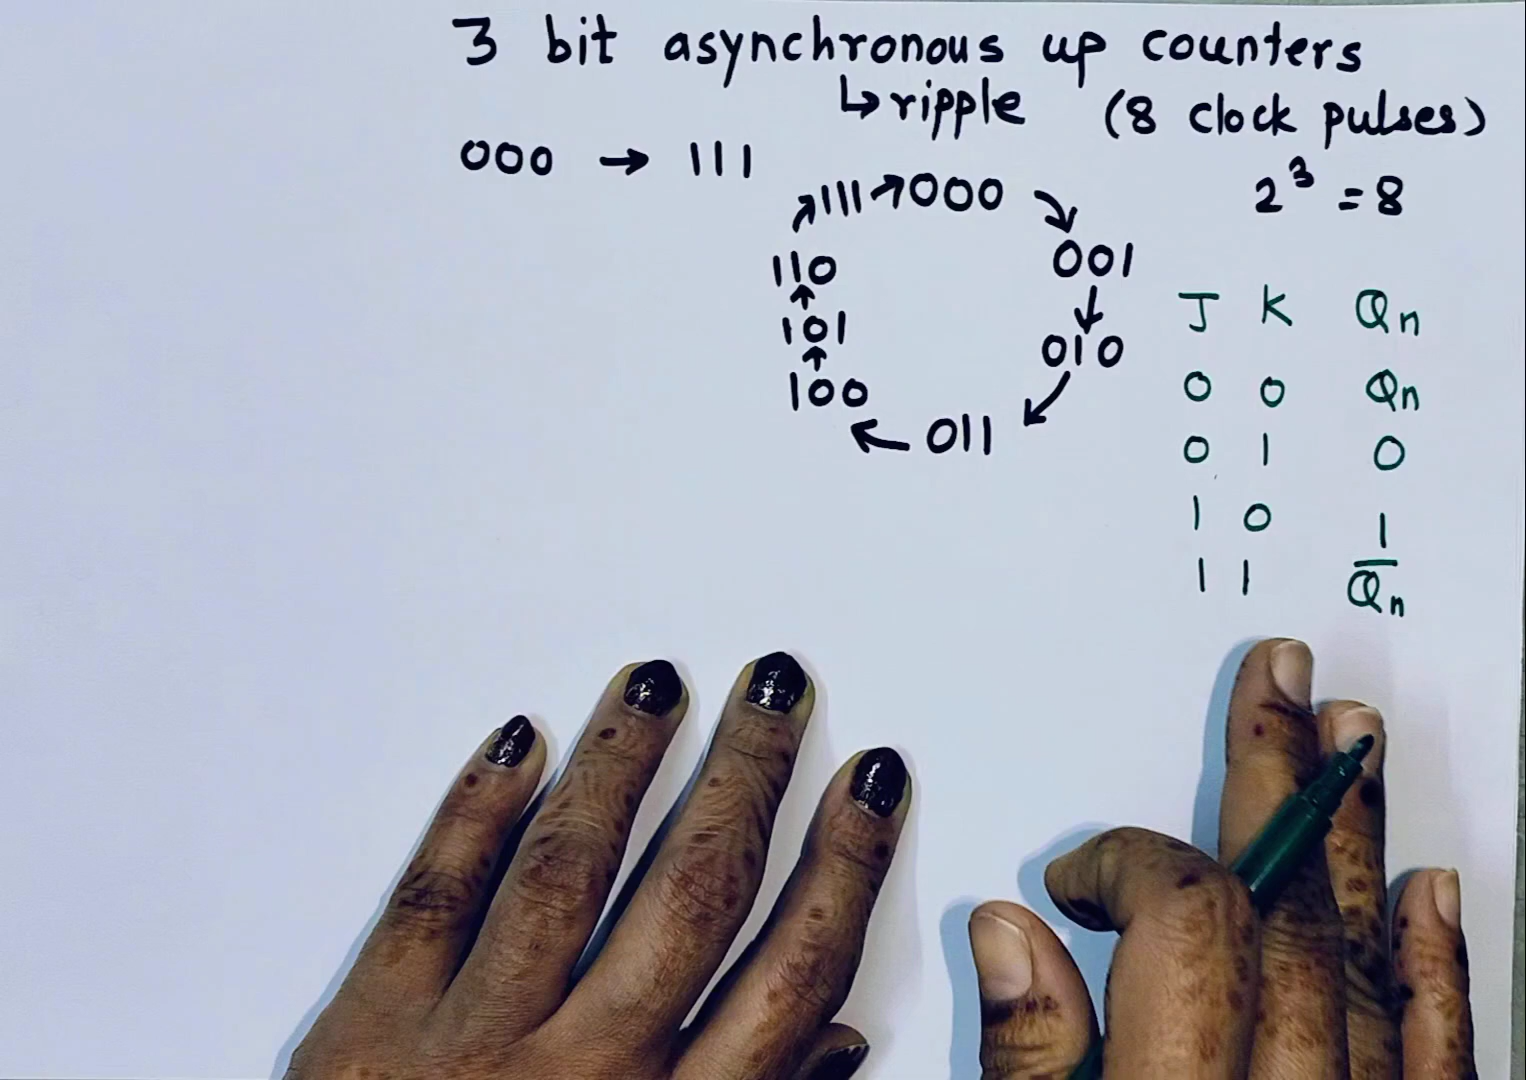 3 bit asynchronous up counters
↳ ripple (8 clock pulses)
000 → 111
2³ = 8
↗ 111 ↗ 000 ↘
110 001
↑ ↓
101 010
↑ ↙
100 ← 011
J K Qn
0 0 Qn
0 1 0
1 0 1
1 1 Q̅n